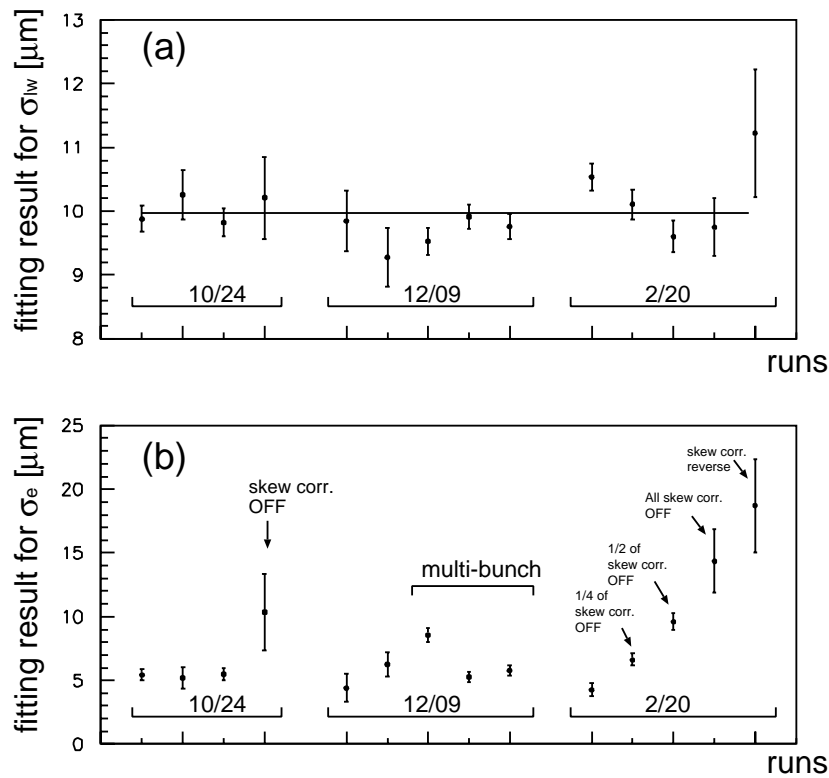 (a)
fitting result for σlw [μm]
13
12
11
10
9
8
10/24
12/09
2/20
runs
(b)
fitting result for σe [μm]
25
20
15
10
5
0
skew corr.
OFF
multi-bunch
1/4 of
skew corr.
OFF
1/2 of
skew corr.
OFF
All skew corr.
OFF
skew corr.
reverse
10/24
12/09
2/20
runs